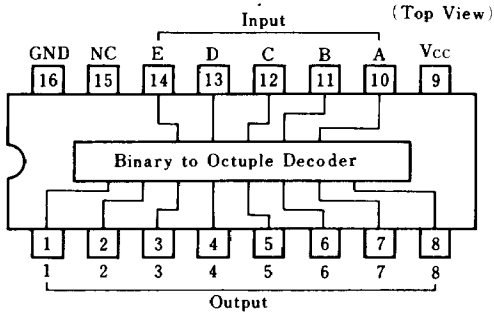 Input
(Top View)
GND NC E D C B A Vcc
16 15 14 13 12 11 10 9
Binary to Octuple Decoder
1 2 3 4 5 6 7 8
1 2 3 4 5 6 7 8
Output